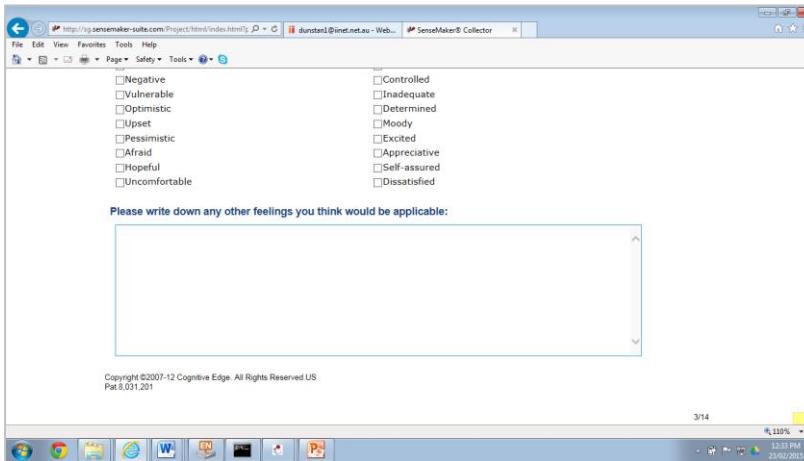 http://sg.sensemaker-suite.com/Project/html/index.html?
dunstan1@iinet.net.au - Web...
SenseMaker® Collector
File Edit View Favorites Tools Help
Page Safety Tools
Negative Controlled
Vulnerable Inadequate
Optimistic Determined
Upset Moody
Pessimistic Excited
Afraid Appreciative
Hopeful Self-assured
Uncomfortable Dissatisfied
Please write down any other feelings you think would be applicable:
Copyright ©2007-12 Cognitive Edge. All Rights Reserved.US
Pat.8,031,201
3/14
110%
12:33 PM
23/02/2015